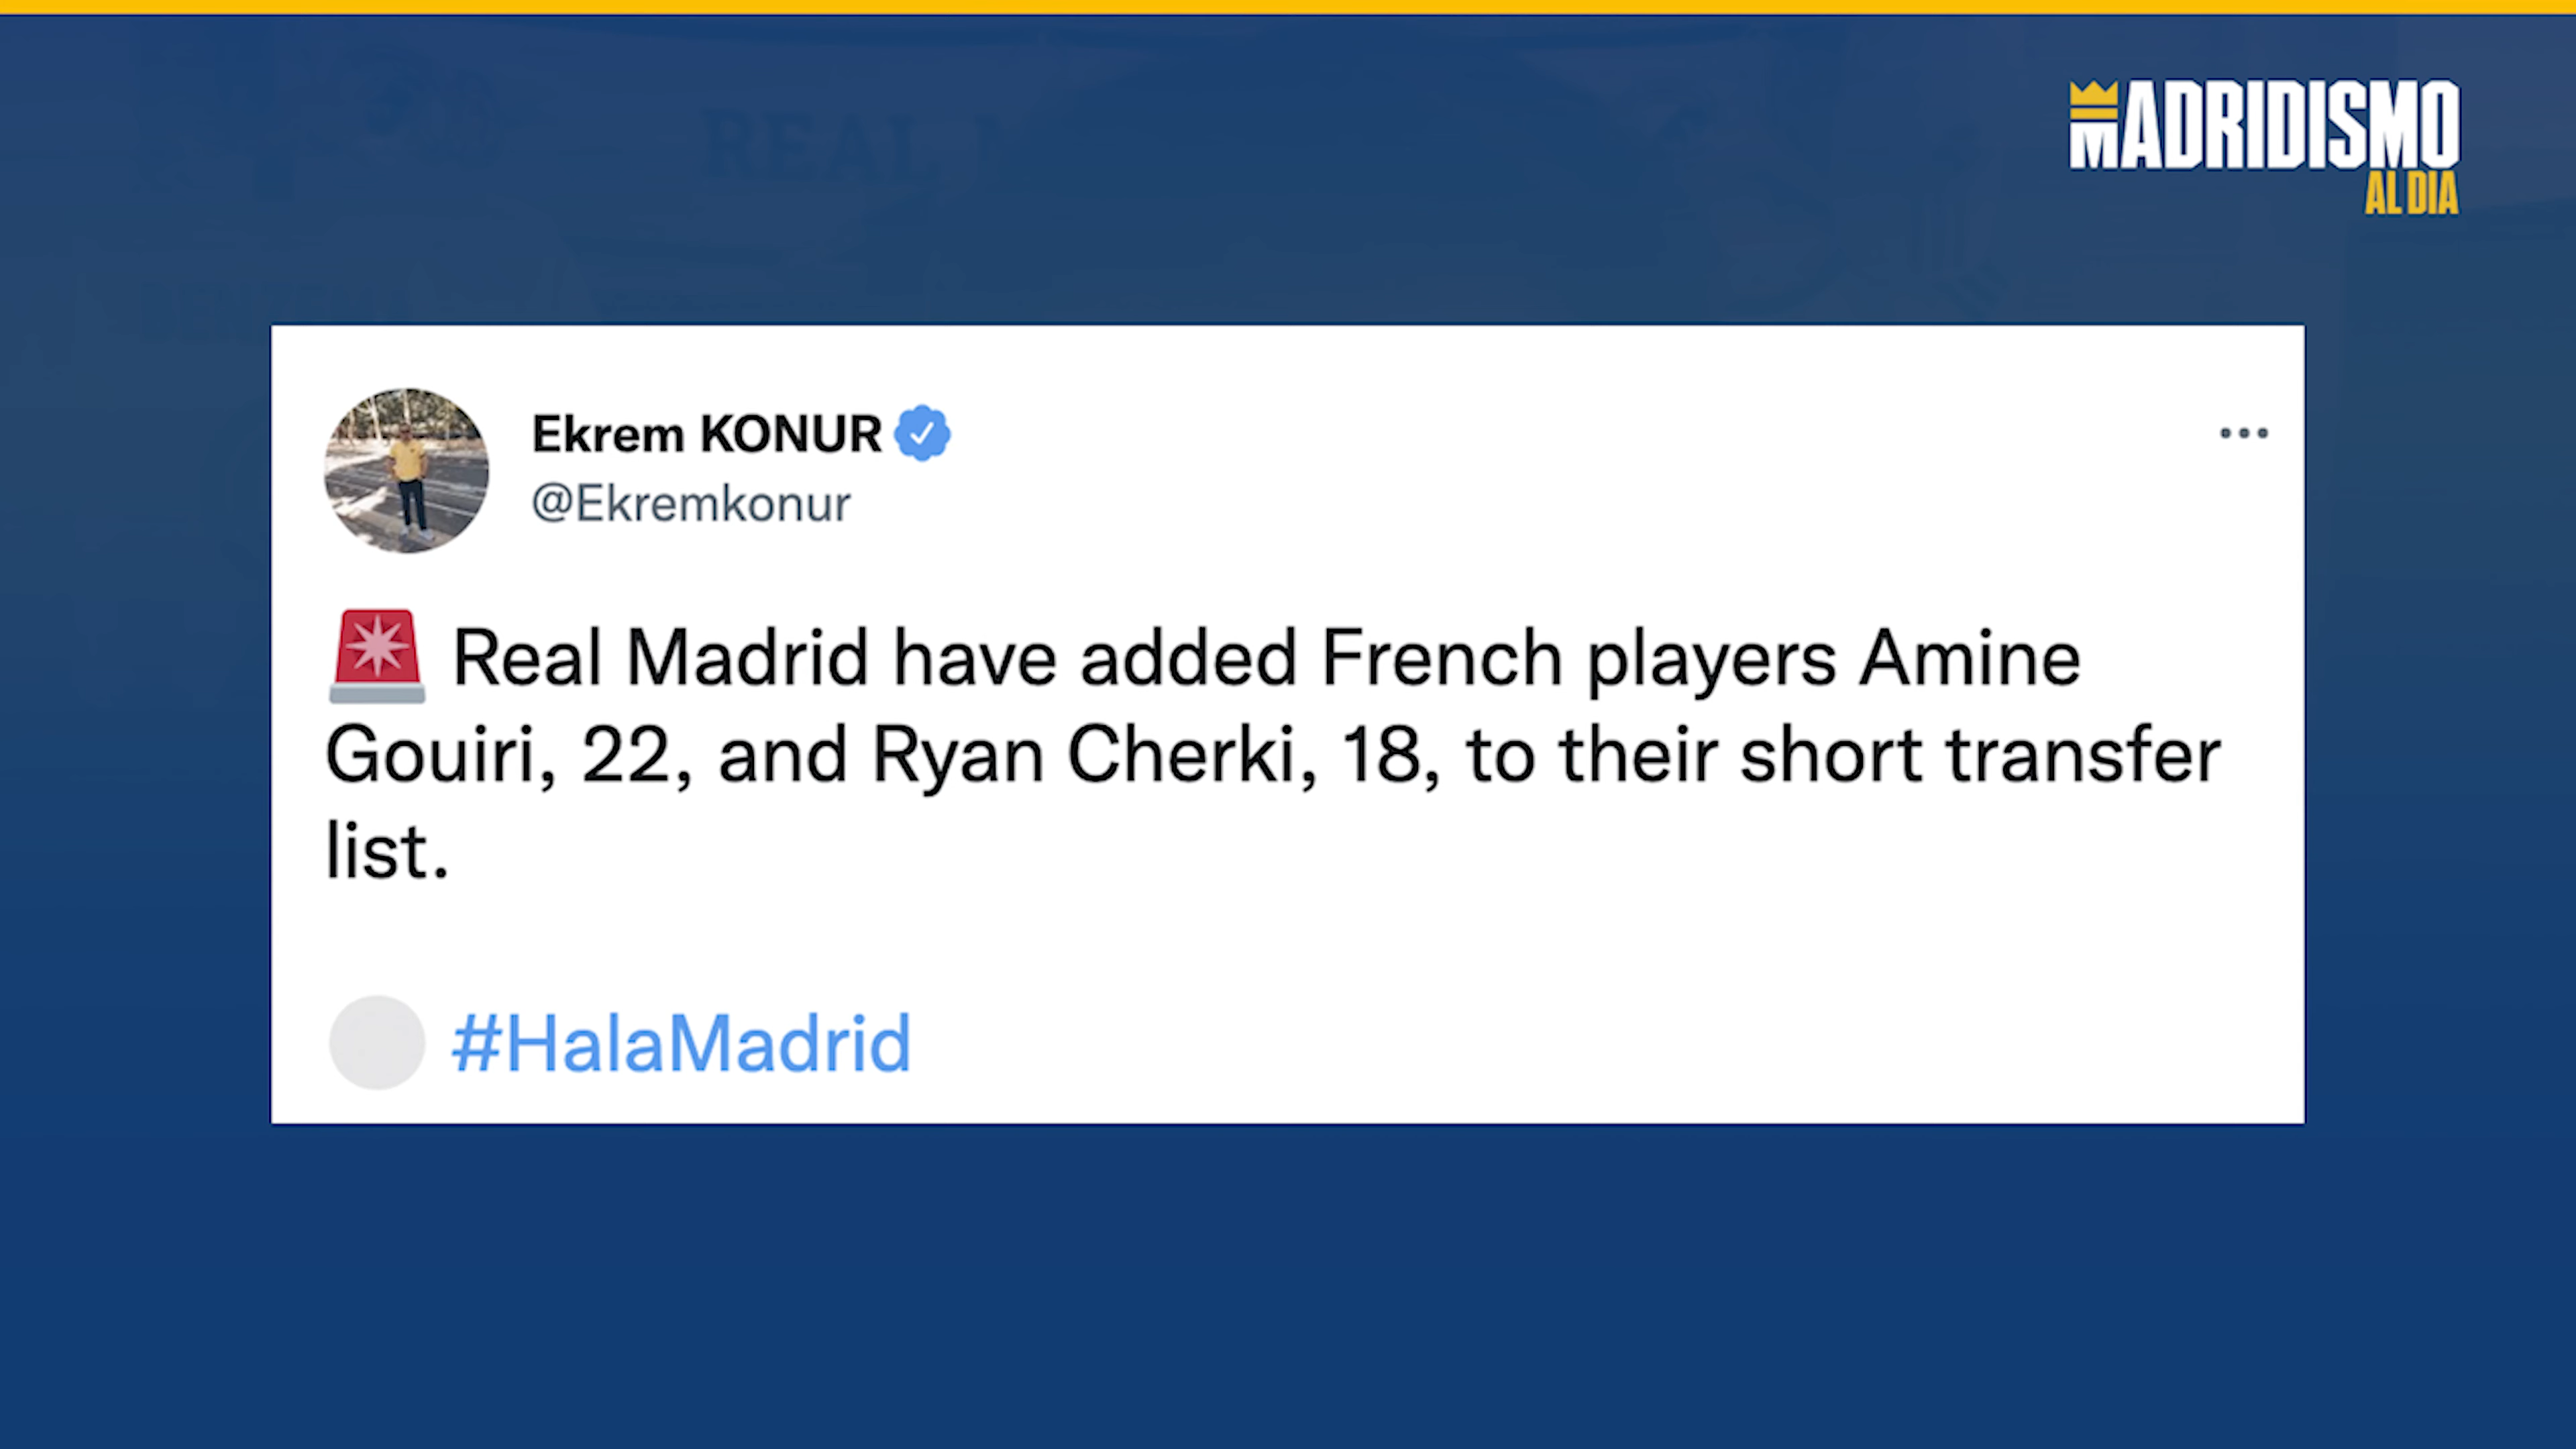 REAL
MADRIDISMO
AL DIA
Ekrem KONUR
@Ekremkonur
Real Madrid have added French players Amine
Gouiri, 22, and Ryan Cherki, 18, to their short transfer
list.
#HalaMadrid